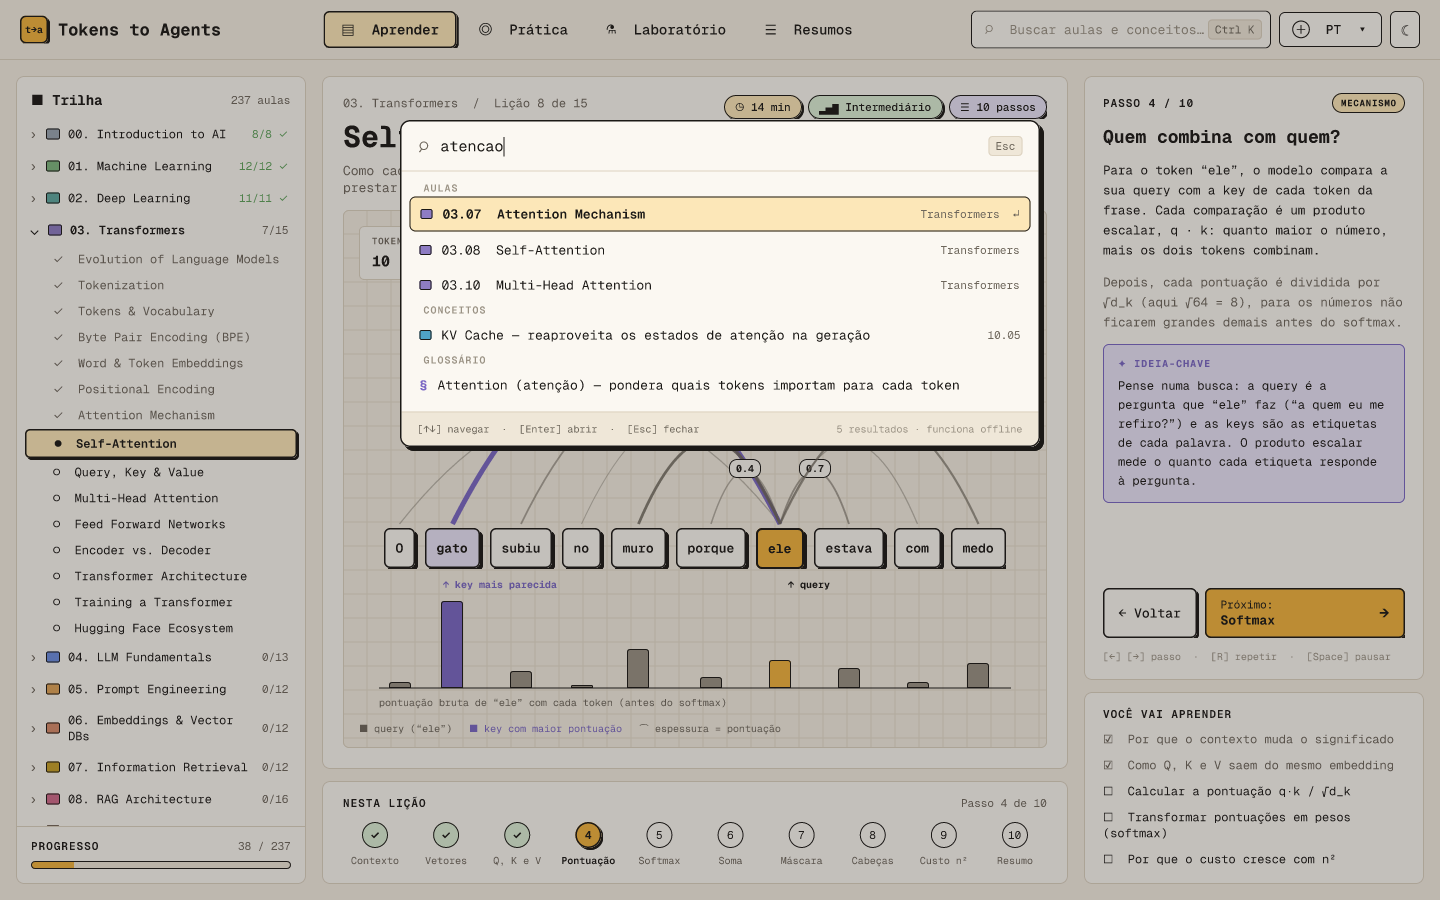 t→a Tokens to Agents
Aprender
Prática
Laboratório
Resumos
Buscar aulas e conceitos… Ctrl K
PT
Trilha 237 aulas
00. Introduction to AI 8/8 ✓
01. Machine Learning 12/12 ✓
02. Deep Learning 11/11 ✓
03. Transformers 7/15
✓ Evolution of Language Models
✓ Tokenization
✓ Tokens & Vocabulary
✓ Byte Pair Encoding (BPE)
✓ Word & Token Embeddings
✓ Positional Encoding
✓ Attention Mechanism
Self-Attention
Query, Key & Value
Multi-Head Attention
Feed Forward Networks
Encoder vs. Decoder
Transformer Architecture
Training a Transformer
Hugging Face Ecosystem
04. LLM Fundamentals 0/13
05. Prompt Engineering 0/12
06. Embeddings & Vector
DBs 0/12
07. Information Retrieval 0/12
08. RAG Architecture 0/16
PROGRESSO 38 / 237
03. Transformers / Lição 8 de 15
14 min
Intermediário
10 passos
Sel
Como
prestar
TOKEN
10
atencao Esc
AULAS
03.07 Attention Mechanism Transformers ↵
03.08 Self-Attention Transformers
03.10 Multi-Head Attention Transformers
CONCEITOS
KV Cache — reaproveita os estados de atenção na geração 10.05
GLOSSÁRIO
§ Attention (atenção) — pondera quais tokens importam para cada token
[↑↓] navegar · [Enter] abrir · [Esc] fechar 5 resultados · funciona offline
0.4 0.7
O gato subiu no muro porque ele estava com medo
↑ key mais parecida ↑ query
pontuação bruta de “ele” com cada token (antes do softmax)
query (“ele”) key com maior pontuação espessura = pontuação
NESTA LIÇÃO Passo 4 de 10
✓ ✓ ✓ 4 5 6 7 8 9 10
Contexto Vetores Q, K e V Pontuação Softmax Soma Máscara Cabeças Custo n² Resumo
PASSO 4 / 10 MECANISMO
Quem combina com quem?
Para o token “ele”, o modelo compara a
sua query com a key de cada token da
frase. Cada comparação é um produto
escalar, q · k: quanto maior o número,
mais os dois tokens combinam.
Depois, cada pontuação é dividida por
√d_k (aqui √64 = 8), para os números não
ficarem grandes demais antes do softmax.
✦ IDEIA-CHAVE
Pense numa busca: a query é a
pergunta que “ele” faz (“a quem eu me
refiro?”) e as keys são as etiquetas
de cada palavra. O produto escalar
mede o quanto cada etiqueta responde
à pergunta.
← Voltar
Próximo:
Softmax →
[←] [→] passo · [R] repetir · [Space] pausar
VOCÊ VAI APRENDER
☑ Por que o contexto muda o significado
☑ Como Q, K e V saem do mesmo embedding
☐ Calcular a pontuação q·k / √d_k
☐ Transformar pontuações em pesos
(softmax)
☐ Por que o custo cresce com n²